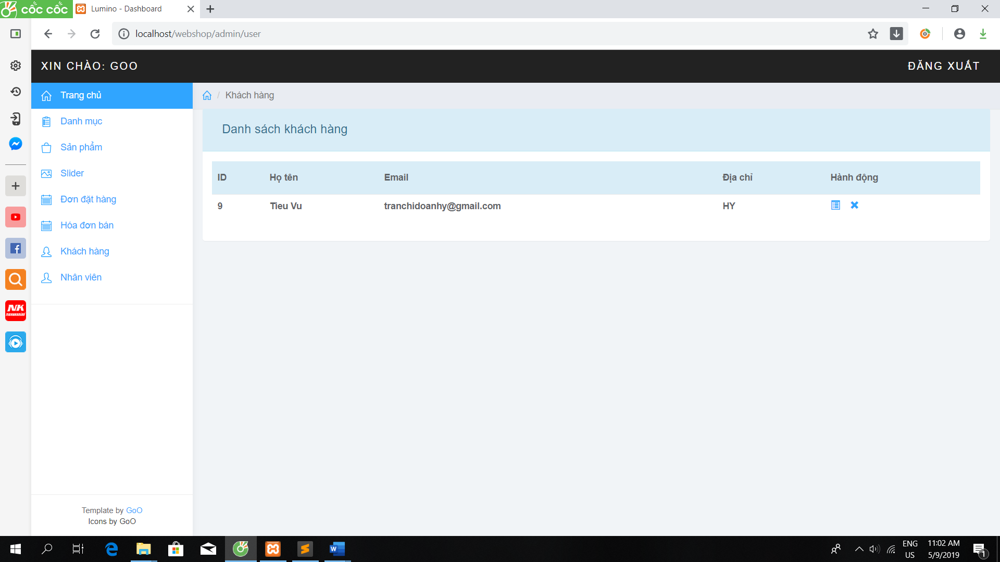 cốc cốc
Lumino - Dashboard
localhost/webshop/admin/user
XIN CHÀO: GOO
ĐĂNG XUẤT
Trang chủ
/ Khách hàng
Danh mục
Danh sách khách hàng
Sản phẩm
Slider
ID Họ tên Email Địa chỉ Hành động
Đơn đặt hàng
9 Tieu Vu tranchidoanhy@gmail.com HY
Hóa đơn bán
Khách hàng
Nhân viên
NK
Template by GoO
Icons by GoO
ENG
US
11:02 AM
5/9/2019
1